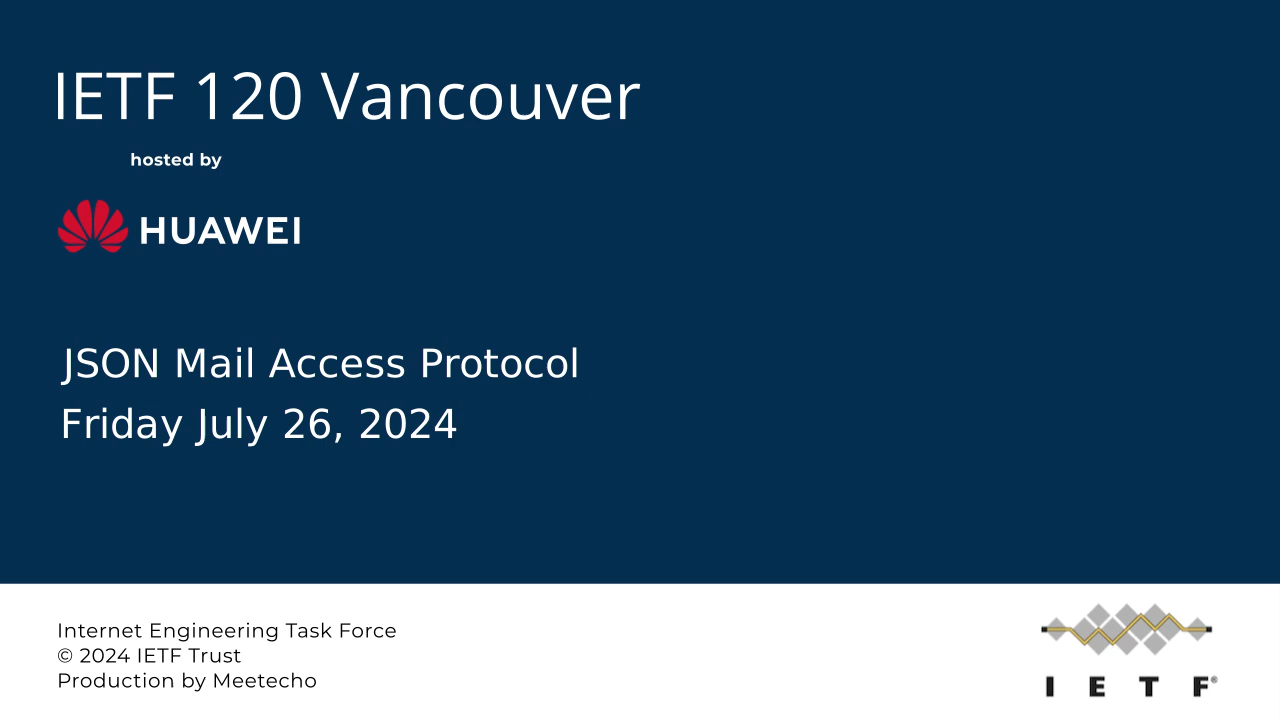 IETF 120 Vancouver
hosted by
HUAWEI
JSON Mail Access Protocol
Friday July 26, 2024
Internet Engineering Task Force
© 2024 IETF Trust
Production by Meetecho
I E T F®